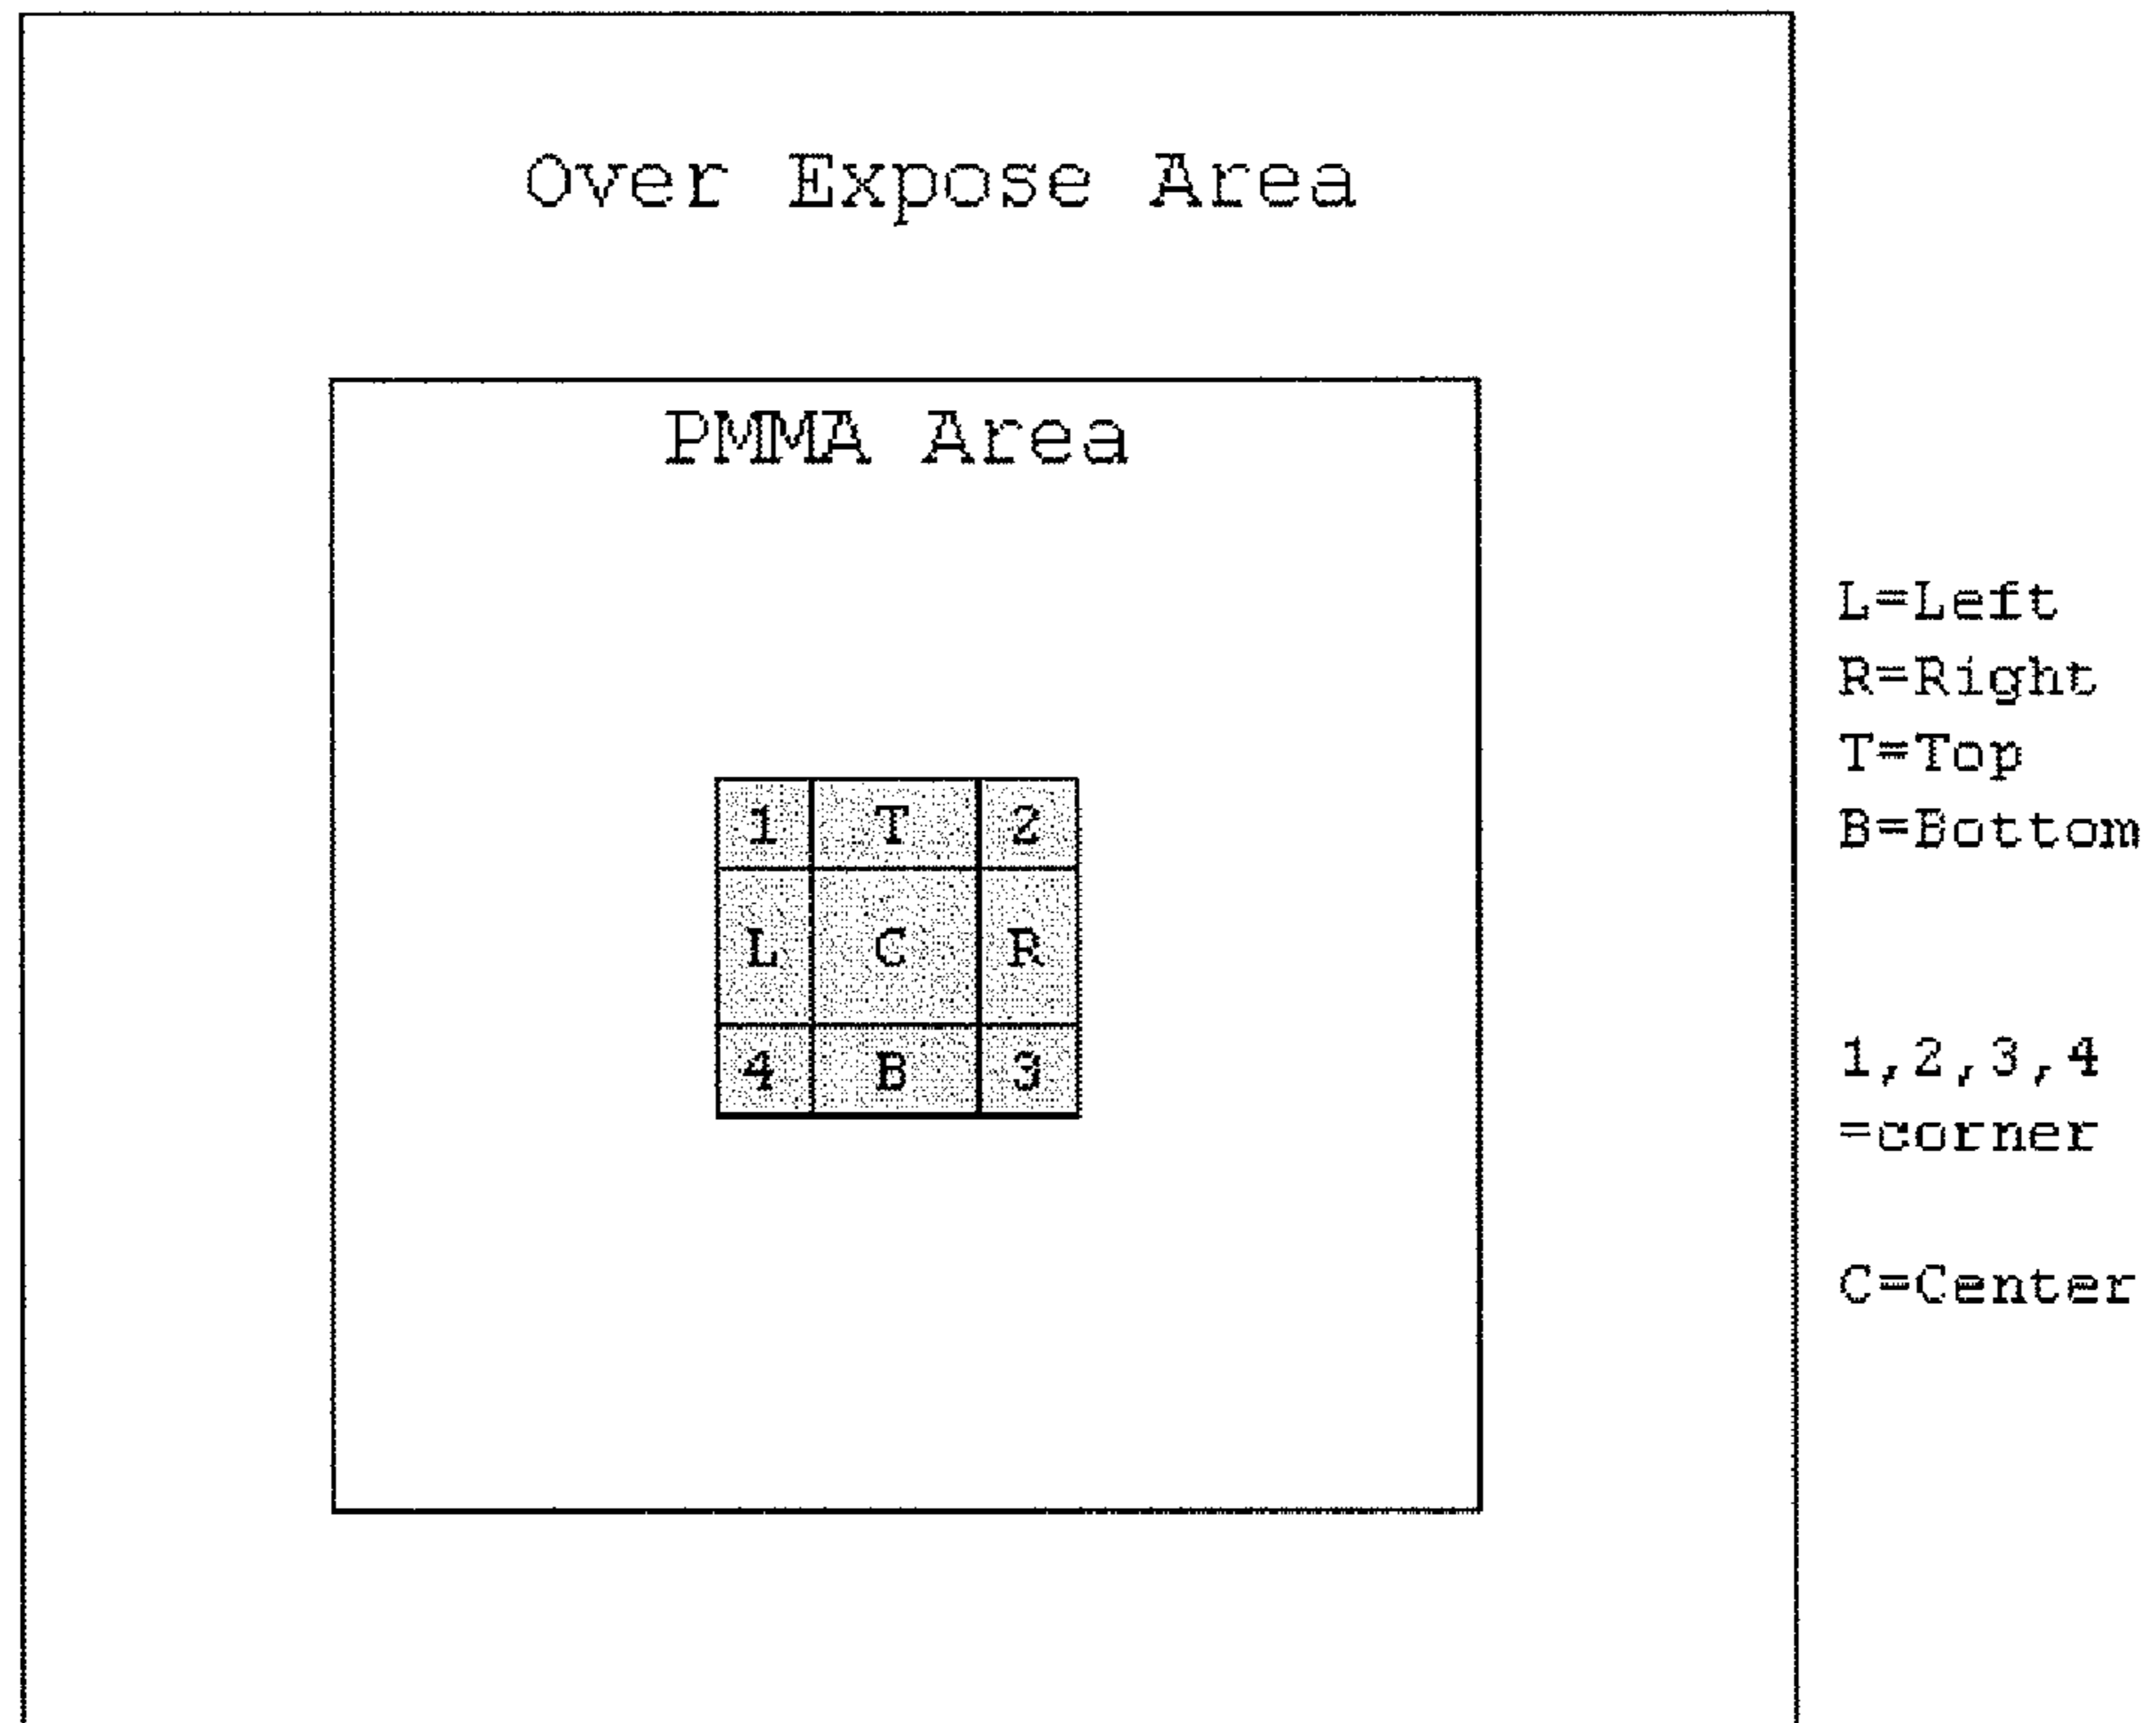 Over Expose Area
PMMA Area
1 T 2
L C R
4 B 3
L=Left
R=Right
T=Top
B=Bottom
1,2,3,4
=corner
C=Center